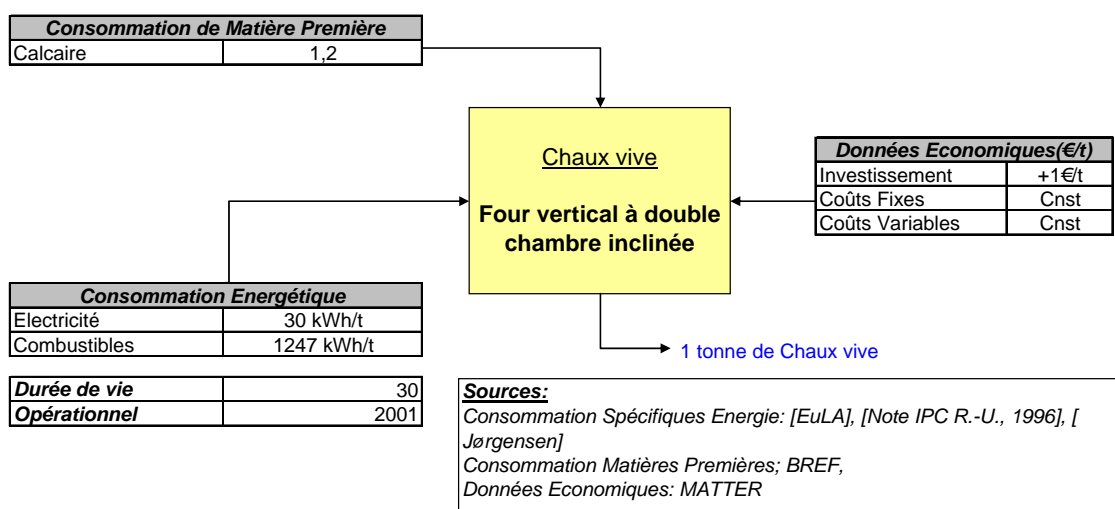 Consommation de Matière Première
Calcaire 1,2
Chaux vive
Four vertical à double
chambre inclinée
Données Economiques(€/t)
Investissement +1€/t
Coûts Fixes Cnst
Coûts Variables Cnst
Consommation Energétique
Electricité 30 kWh/t
Combustibles 1247 kWh/t
1 tonne de Chaux vive
Durée de vie 30
Opérationnel 2001
Sources:
Consommation Spécifiques Energie: [EuLA], [Note IPC R.-U., 1996], [
Jørgensen]
Consommation Matières Premières; BREF,
Données Economiques: MATTER